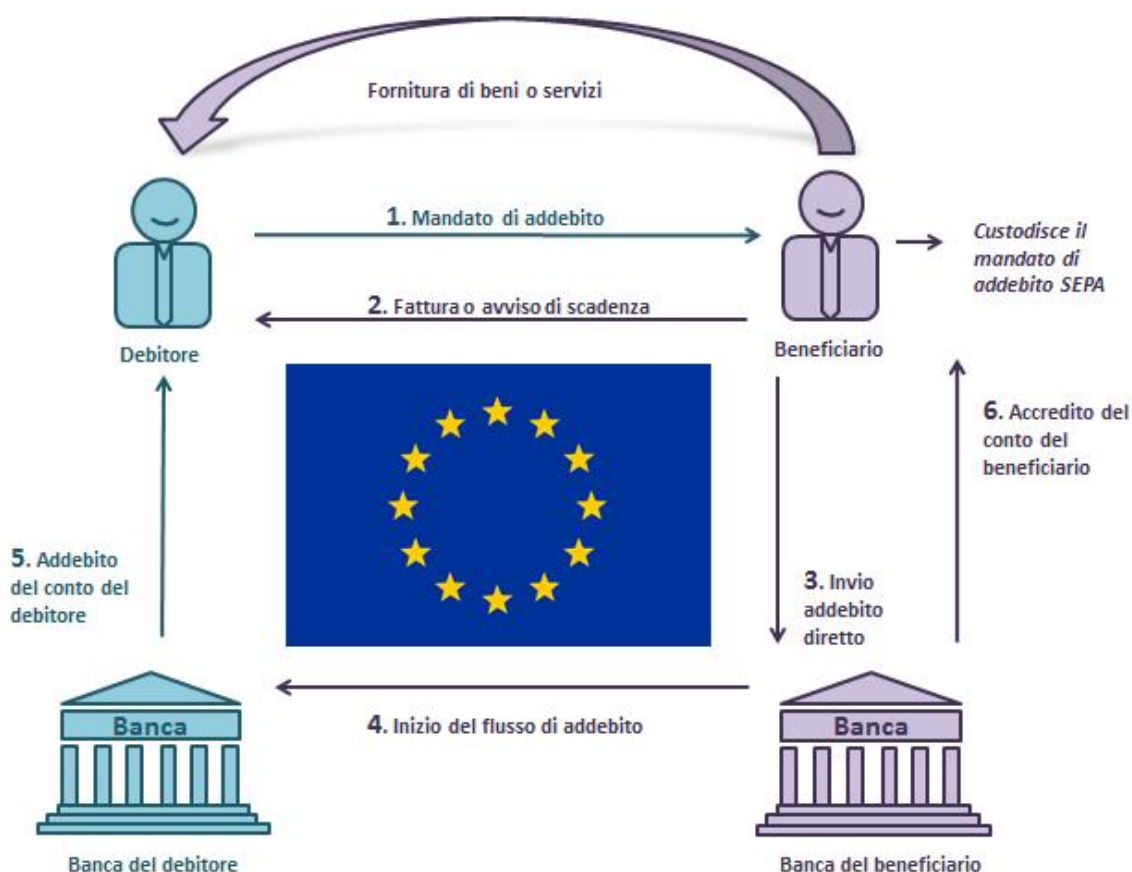 Fornitura di beni o servizi
1. Mandato di addebito
Custodisce il
mandato di
addebito SEPA
2. Fattura o avviso di scadenza
Debitore
Beneficiario
6. Accredito del
conto del
beneficiario
5. Addebito
del conto del
debitore
3. Invio
addebito
diretto
Banca
4. Inizio del flusso di addebito
Banca
Banca del debitore
Banca del beneficiario